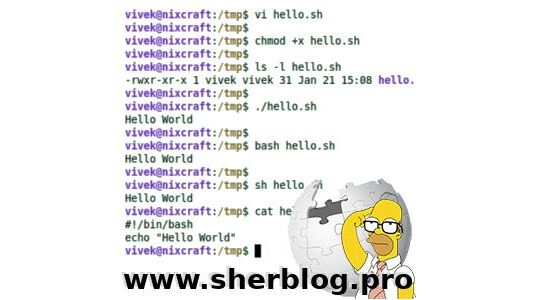 vivek@nixcraft:/tmp$ vi hello.sh
vivek@nixcraft:/tmp$
vivek@nixcraft:/tmp$ chmod +x hello.sh
vivek@nixcraft:/tmp$
vivek@nixcraft:/tmp$ ls -l hello.sh
-rwxr-xr-x 1 vivek vivek 31 Jan 21 15:08 hello.
vivek@nixcraft:/tmp$
vivek@nixcraft:/tmp$ ./hello.sh
Hello World
vivek@nixcraft:/tmp$
vivek@nixcraft:/tmp$ bash hello.sh
Hello World
vivek@nixcraft:/tmp$
vivek@nixcraft:/tmp$ sh hello
Hello World
vivek@nixcraft:/tmp$ cat he
#!/bin/bash
echo "Hello World"
vivek@nixcraft:/tmp$
www.sherblog.pro